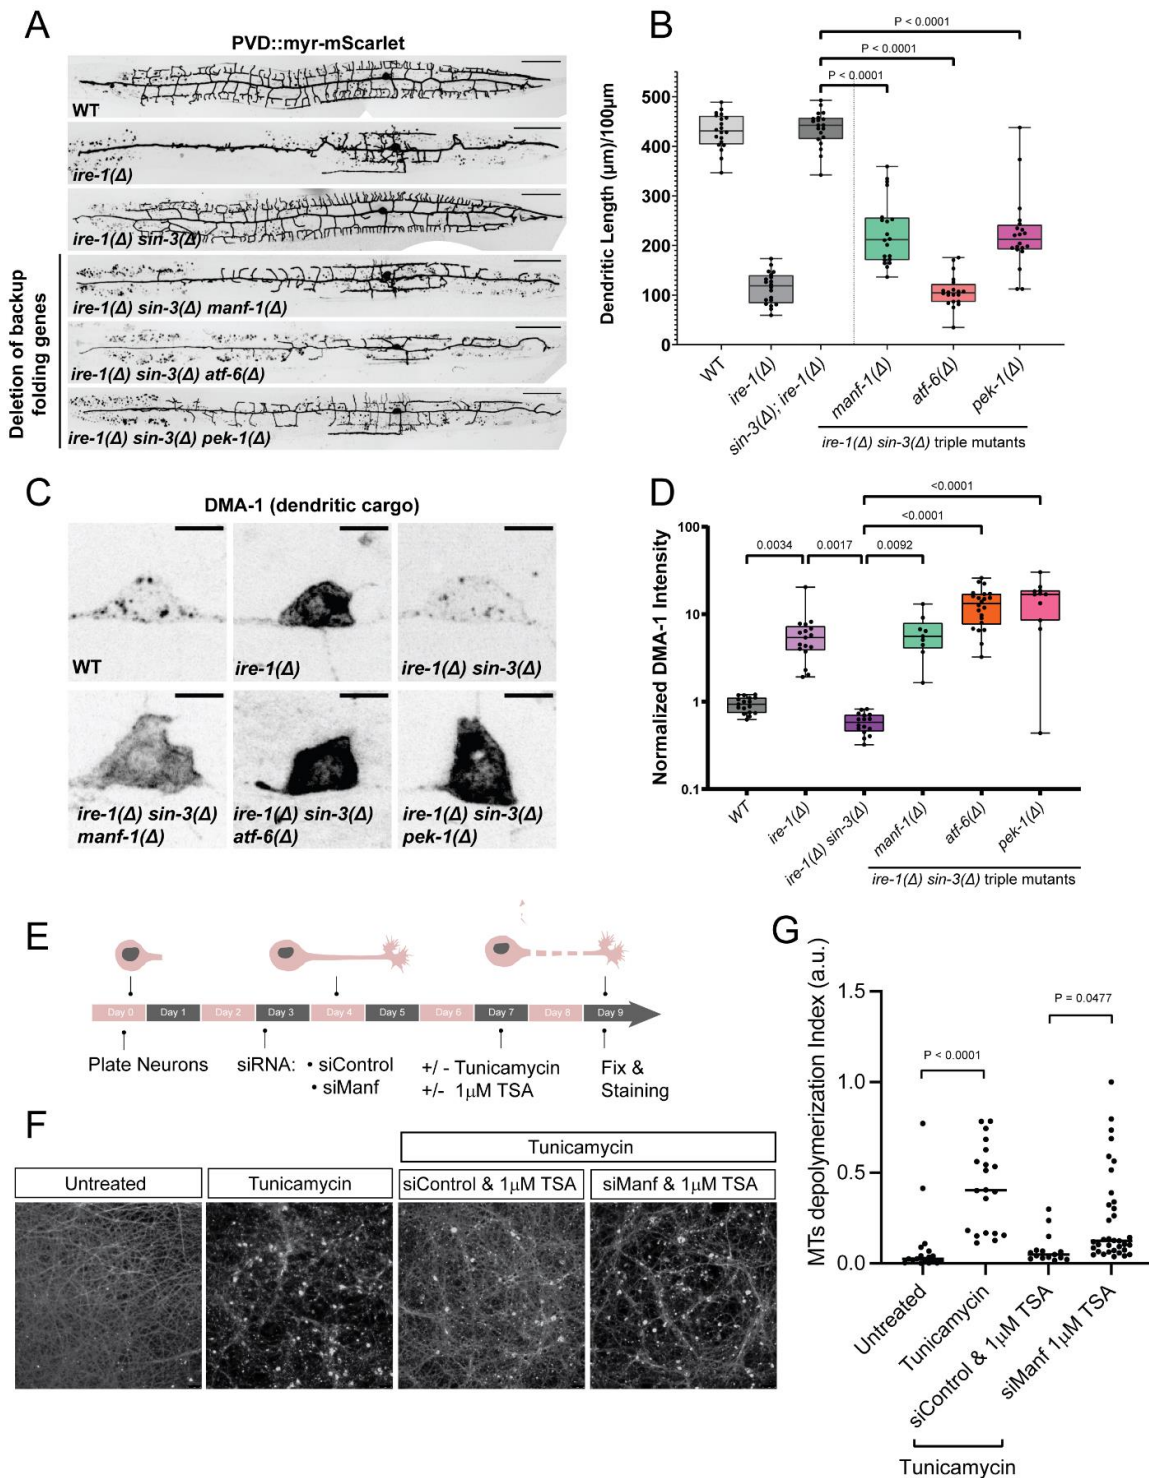 A
PVD::myr-mScarlet
WT
ire-1(Δ)
ire-1(Δ) sin-3(Δ)
ire-1(Δ) sin-3(Δ) manf-1(Δ)
ire-1(Δ) sin-3(Δ) atf-6(Δ)
ire-1(Δ) sin-3(Δ) pek-1(Δ)
Deletion of backup
folding genes
B
P < 0.0001
P < 0.0001
P < 0.0001
Dendritic Length (µm)/100µm
500
400
300
200
100
0
WT
ire-1(Δ)
sin-3(Δ); ire-1(Δ)
manf-1(Δ)
atf-6(Δ)
pek-1(Δ)
ire-1(Δ) sin-3(Δ) triple mutants
C
DMA-1 (dendritic cargo)
WT
ire-1(Δ)
ire-1(Δ) sin-3(Δ)
ire-1(Δ) sin-3(Δ)
manf-1(Δ)
ire-1(Δ) sin-3(Δ)
atf-6(Δ)
ire-1(Δ) sin-3(Δ)
pek-1(Δ)
D
<0.0001
<0.0001
0.0034
0.0017
0.0092
Normalized DMA-1 Intensity
100
10
1
0.1
WT
ire-1(Δ)
ire-1(Δ) sin-3(Δ)
manf-1(Δ)
atf-6(Δ)
pek-1(Δ)
ire-1(Δ) sin-3(Δ) triple mutants
E
Day 0
Day 1
Day 2
Day 3
Day 4
Day 5
Day 6
Day 7
Day 8
Day 9
Plate Neurons
siRNA: • siControl
• siManf
+/ - Tunicamycin
+/- 1µM TSA
Fix &
Staining
F
Tunicamycin
Untreated
Tunicamycin
siControl & 1µM TSA
siManf & 1µM TSA
G
MTs depolymerization Index (a.u.)
1.5
1.0
0.5
0.0
P < 0.0001
P = 0.0477
Untreated
Tunicamycin
siControl & 1µM TSA
siManf 1µM TSA
Tunicamycin